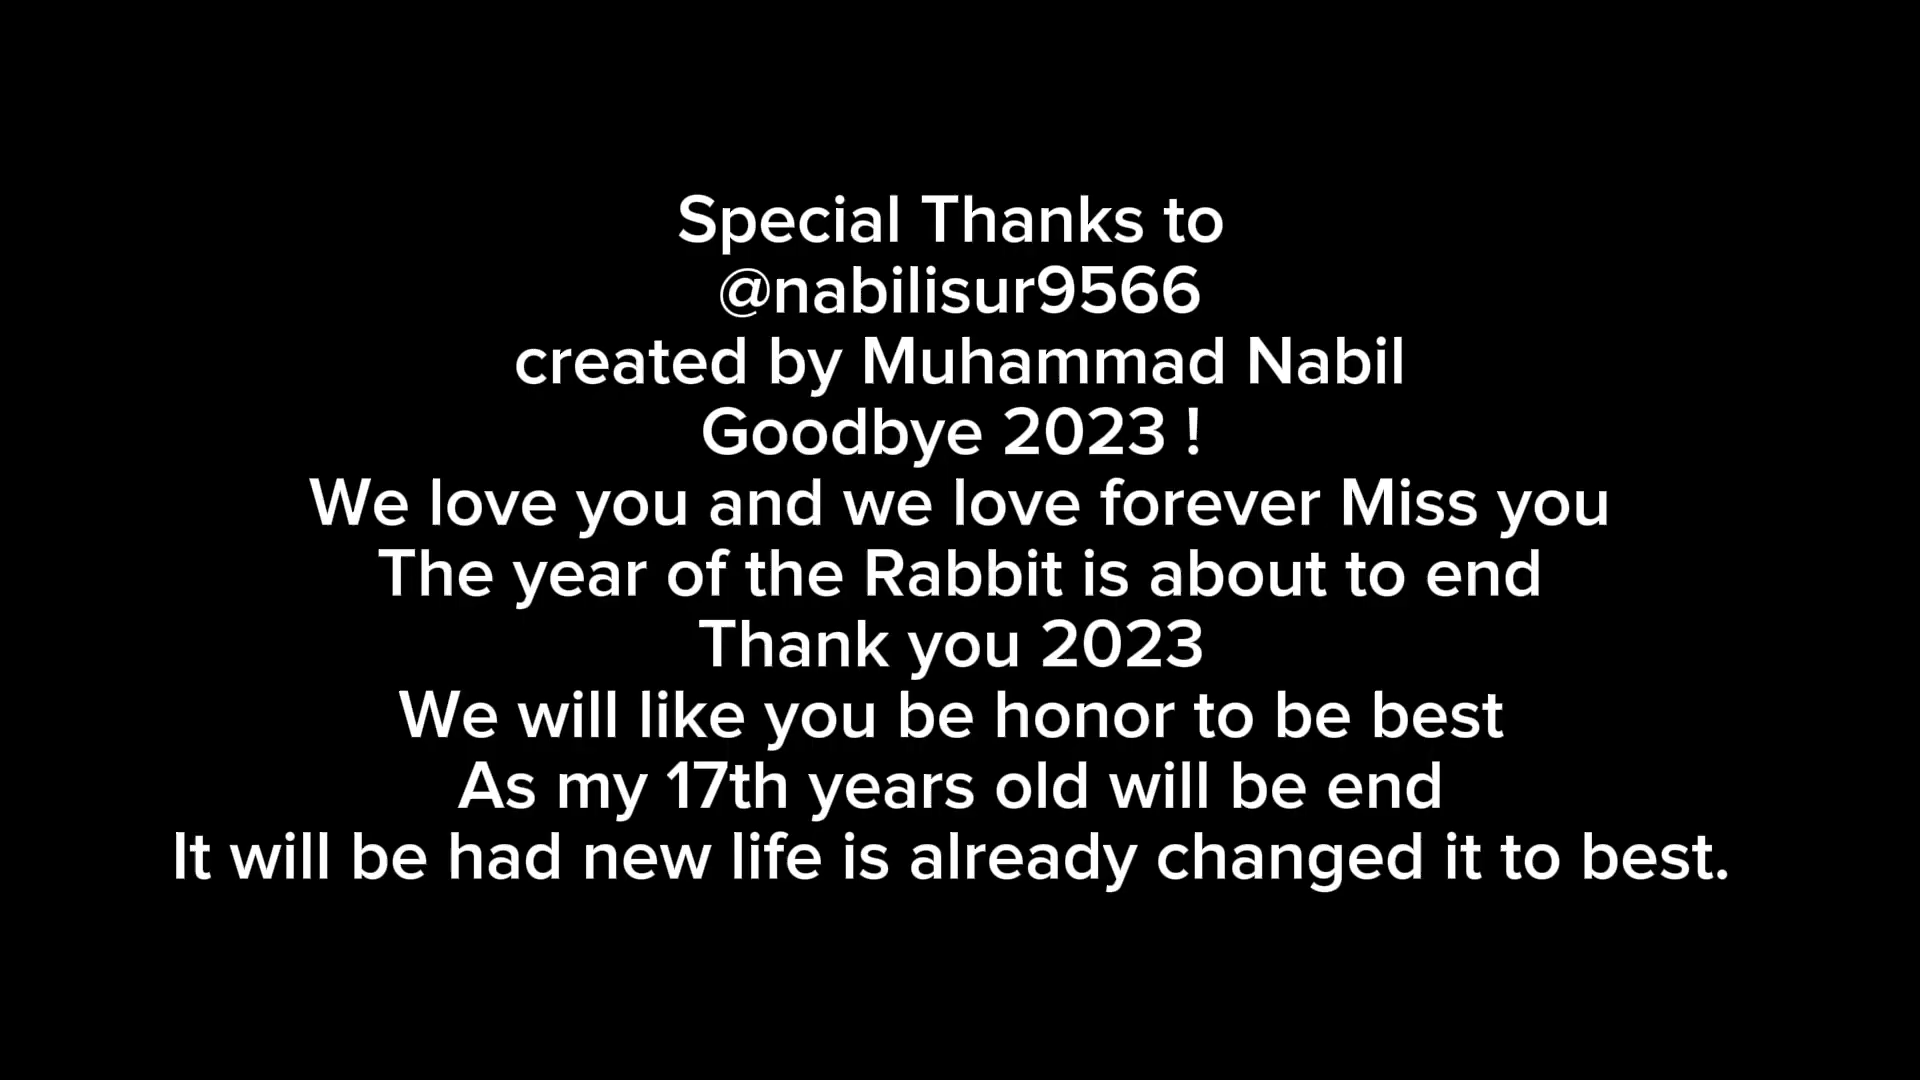 Special Thanks to
@nabilisur9566
created by Muhammad Nabil
Goodbye 2023 !
We love you and we love forever Miss you
The year of the Rabbit is about to end
Thank you 2023
We will like you be honor to be best
As my 17th years old will be end
It will be had new life is already changed it to best.